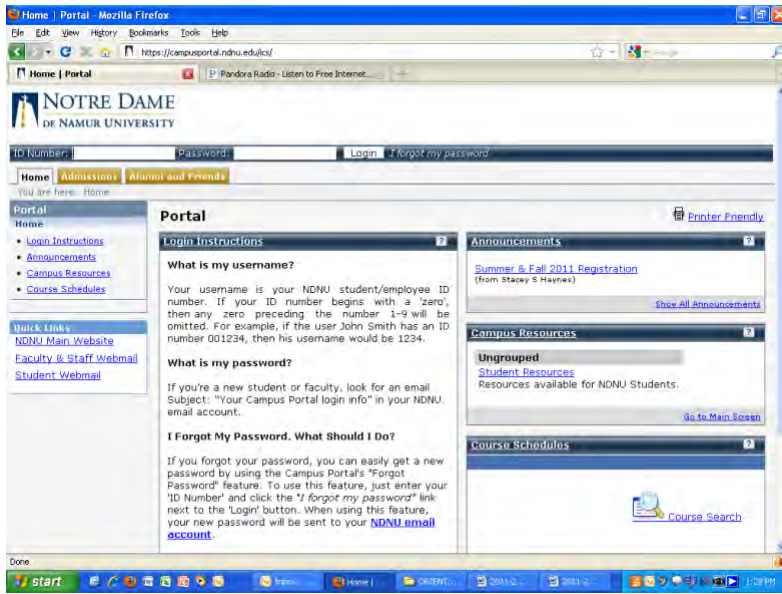 Home | Portal - Mozilla Firefox
File Edit View History Bookmarks Tools Help
https://campusportal.ndnu.edu/ics/
Home | Portal
Pandora Radio - Listen to Free Internet...
NOTRE DAME
DE NAMUR UNIVERSITY
ID Number: Password: Login I forgot my password
Home Admissions Alumni and Friends
You are here: Home
Portal
Home
Login Instructions
Announcements
Campus Resources
Course Schedules
Quick Links
NDNU Main Website
Faculty & Staff Webmail
Student Webmail
Portal
Printer Friendly
Login Instructions ?
What is my username?
Your username is your NDNU student/employee ID
number. If your ID number begins with a 'zero',
then any zero preceding the number 1-9 will be
omitted. For example, if the user John Smith has an ID
number 001234, then his username would be 1234.
What is my password?
If you're a new student or faculty, look for an email
Subject: "Your Campus Portal login info" in your NDNU
email account.
I Forgot My Password. What Should I Do?
If you forgot your password, you can easily get a new
password by using the Campus Portal's "Forgot
Password" feature. To use this feature, just enter your
'ID Number' and click the "I forgot my password" link
next to the 'Login' button. When using this feature,
your new password will be sent to your NDNU email
account.
Announcements ?
Summer & Fall 2011 Registration
(from Stacey S Haynes)
Show All Announcements
Campus Resources ?
Ungrouped
Student Resources
Resources available for NDNU Students.
Go to Main Screen
Course Schedules ?
Course Search
Done
start
Inbox
Home |
ORIENT...
2011-2...
2011-2...
1:29 PM